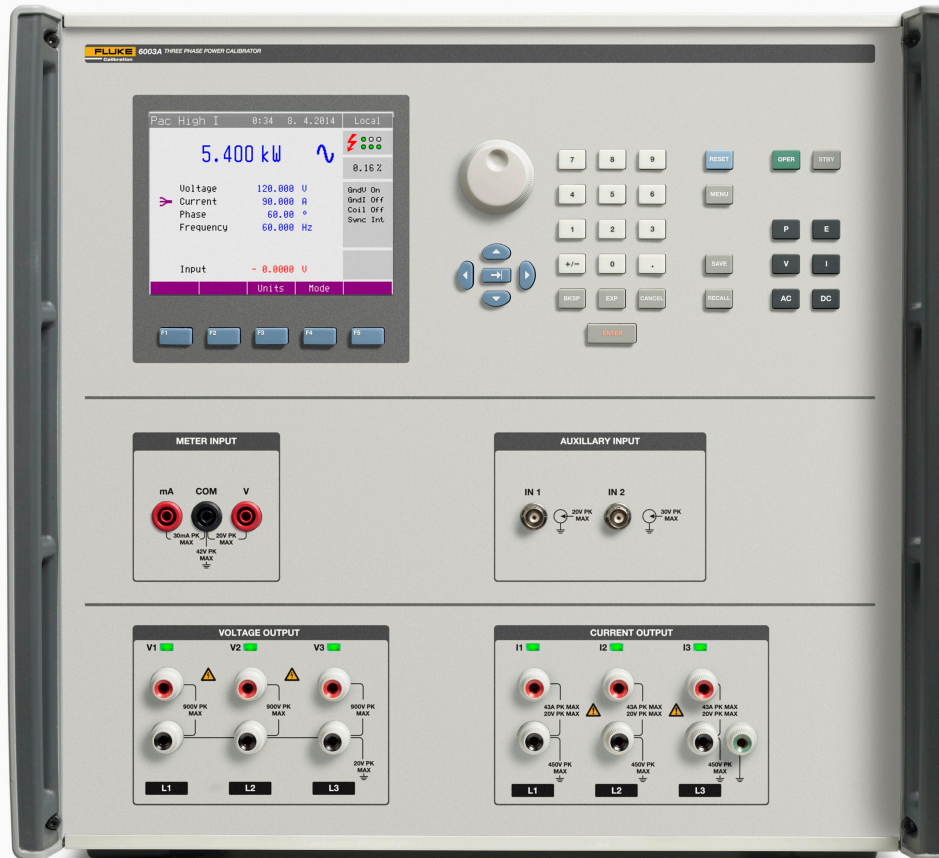 FLUKE 6003A THREE PHASE POWER CALIBRATOR
Calibration
Pac High I 0:34 8. 4.2014 Local
5.400 kW
0.16%
Voltage 120.000 V
Current 90.000 A
Phase 60.00 °
Frequency 60.000 Hz
GndU On
GndI Off
Coil Off
Sync Int
Input - 0.0000 V
Units Mode
F1 F2 F3 F4 F5
7 8 9 RESET OPER STBY
4 5 6 MENU
1 2 3 P E
+/− 0 . SAVE V I
BKSP EXP CANCEL RECALL AC DC
ENTER
METER INPUT
mA COM V
30mA PK MAX
20V PK MAX
42V PK
MAX
AUXILLARY INPUT
IN 1 IN 2
20V PK
MAX
30V PK
MAX
VOLTAGE OUTPUT
V1 V2 V3
900V PK
MAX
900V PK
MAX
900V PK
MAX
20V PK
MAX
L1 L2 L3
CURRENT OUTPUT
I1 I2 I3
43A PK MAX
20V PK MAX
43A PK MAX
20V PK MAX
43A PK MAX
20V PK MAX
450V PK
MAX
450V PK
MAX
450V PK
MAX
L1 L2 L3